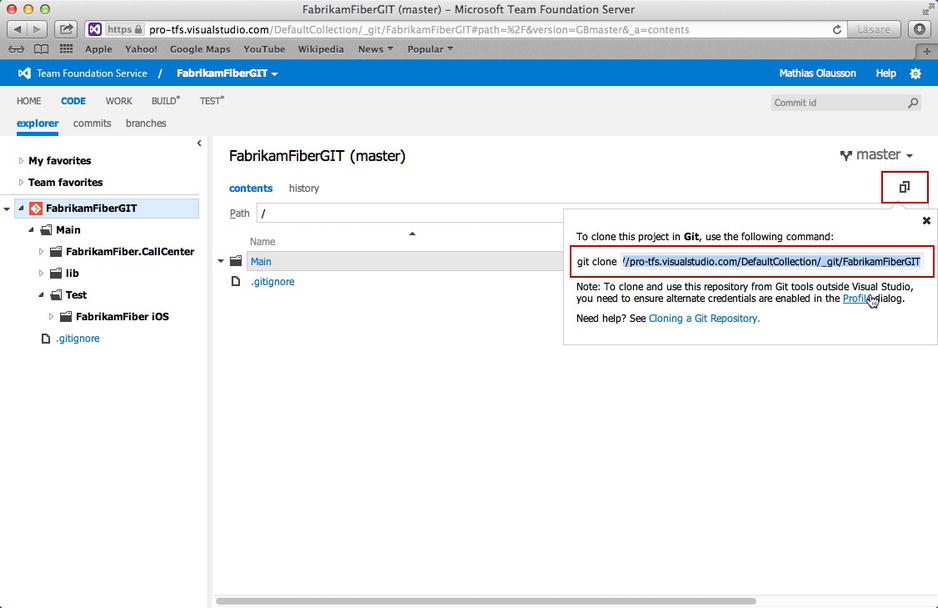 FabrikamFiberGIT (master) – Microsoft Team Foundation Server
https pro-tfs.visualstudio.com/DefaultCollection/_git/FabrikamFiberGIT#path=%2F&version=GBmaster&_a=contents
Läsare
Apple Yahoo! Google Maps YouTube Wikipedia News Popular
Team Foundation Service / FabrikamFiberGIT
Mathias Olausson Help
HOME CODE WORK BUILD* TEST*
Commit id
explorer commits branches
My favorites
Team favorites
FabrikamFiberGIT
Main
FabrikamFiber.CallCenter
lib
Test
FabrikamFiber iOS
.gitignore
FabrikamFiberGIT (master)
master
contents history
Path /
Name
Main
.gitignore
To clone this project in Git, use the following command:
git clone '/pro-tfs.visualstudio.com/DefaultCollection/_git/FabrikamFiberGIT
Note: To clone and use this repository from Git tools outside Visual Studio,
you need to ensure alternate credentials are enabled in the Profile dialog.
Need help? See Cloning a Git Repository.